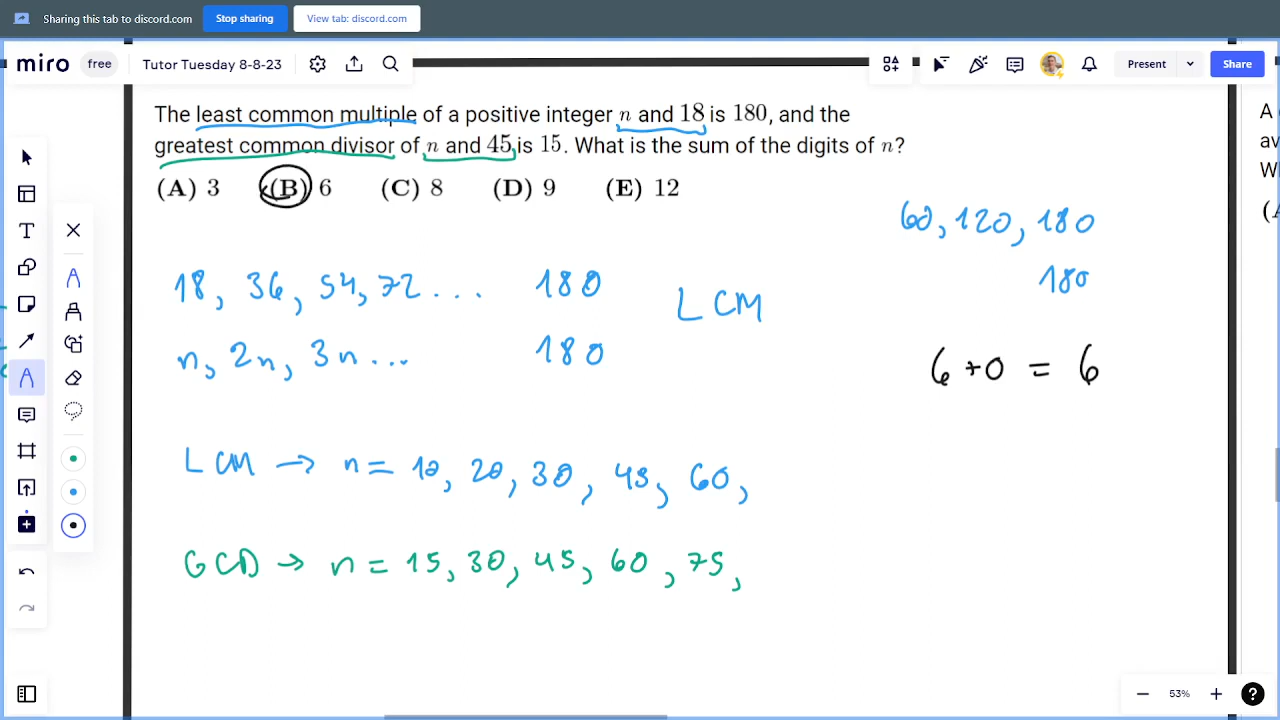 Sharing this tab to discord.com Stop sharing View tab: discord.com
miro free Tutor Tuesday 8-8-23 Present Share
The least common multiple of a positive integer n and 18 is 180, and the
greatest common divisor of n and 45 is 15. What is the sum of the digits of n?
(A) 3 (B) 6 (C) 8 (D) 9 (E) 12
60, 120, 180
180
18, 36, 54, 72 ... 180
LCM
n, 2n, 3n ... 180
6 + 0 = 6
LCM → n = 10, 20, 30, 45, 60,
GCD → n = 15, 30, 45, 60, 75,
A
av
W
(A
53%